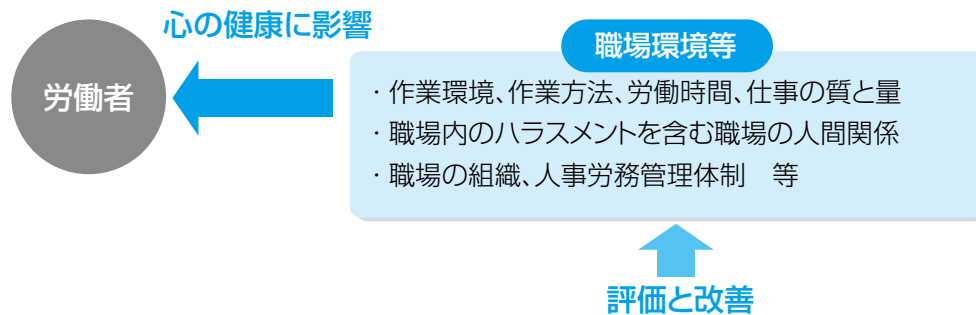 心の健康に影響
労働者
職場環境等
・作業環境、作業方法、労働時間、仕事の質と量
・職場内のハラスメントを含む職場の人間関係
・職場の組織、人事労務管理体制　等
評価と改善